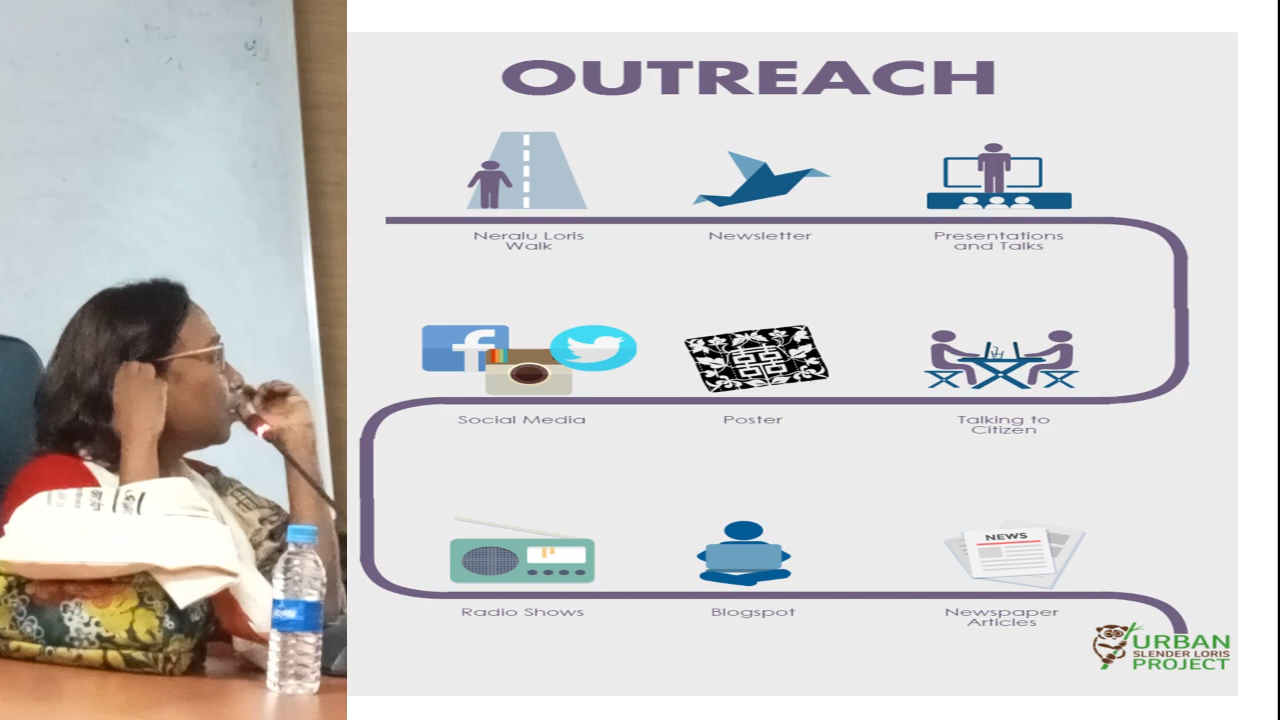 OUTREACH
Neralu Loris
Walk
Newsletter
Presentations
and Talks
Social Media
Poster
Talking to
Citizen
NEWS
Radio Shows
Blogspot
Newspaper
Articles
URBAN
SLENDER LORIS
PROJECT